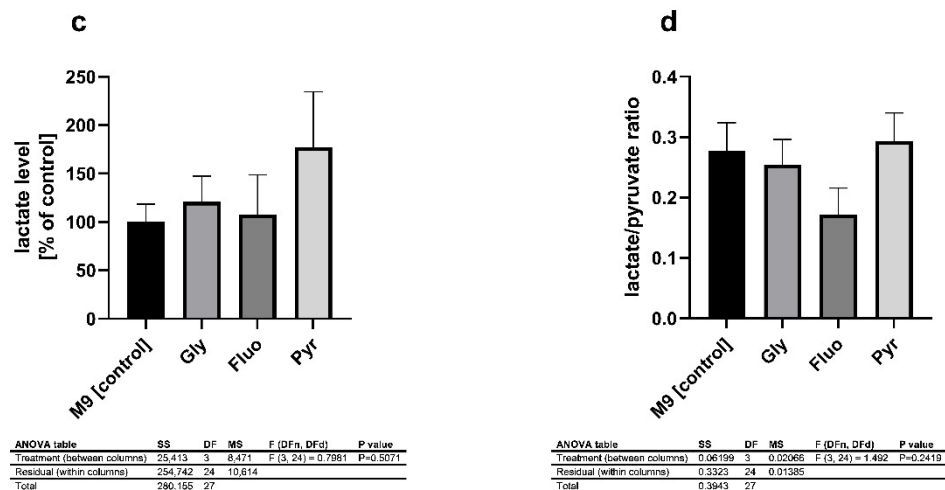 c
250
200
150
100
50
0
lactate level
[% of control]
M9 [control]
Gly
Fluo
Pyr
ANOVA table SS DF MS F (DFn, DFd) P value
Treatment (between columns) 25,413 3 8,471 F (3, 24) = 0.7981 P=0.5071
Residual (within columns) 254,742 24 10,614
Total 280,155 27
d
0.4
0.3
0.2
0.1
0.0
lactate/pyruvate ratio
M9 [control]
Gly
Fluo
Pyr
ANOVA table SS DF MS F (DFn, DFd) P value
Treatment (between columns) 0.06199 3 0.02066 F (3, 24) = 1.492 P=0.2419
Residual (within columns) 0.3323 24 0.01385
Total 0.3943 27